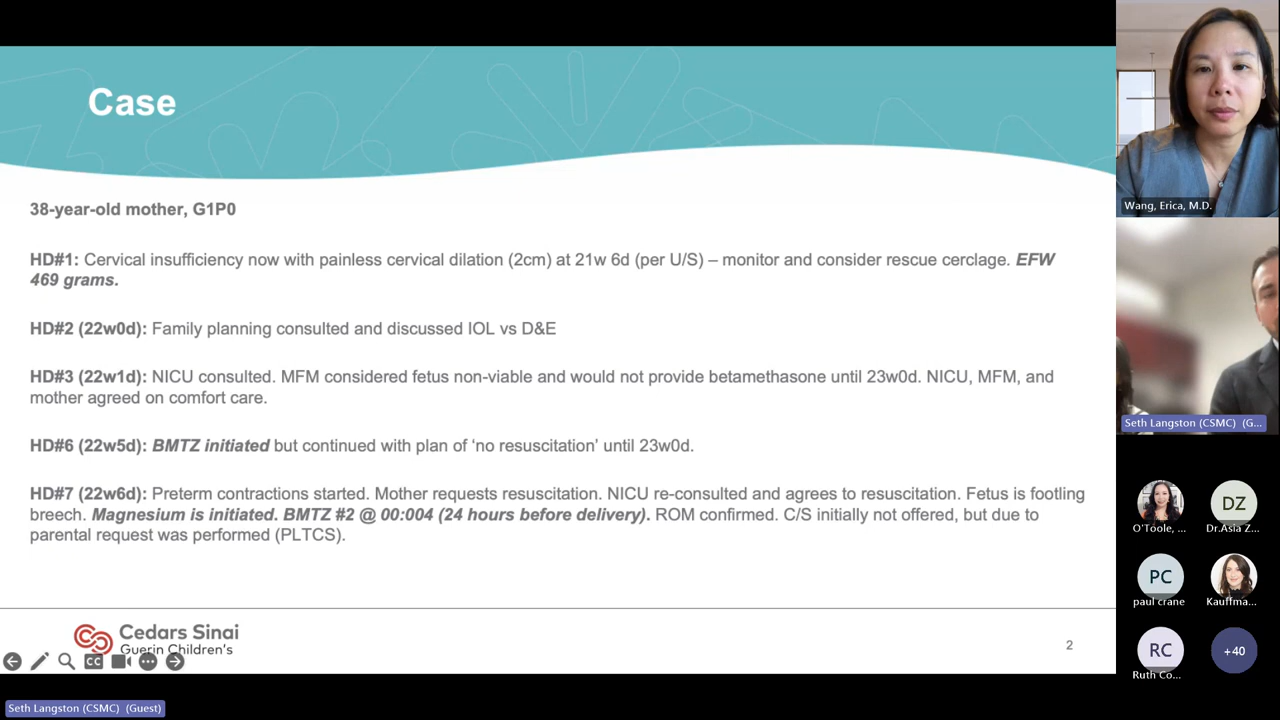 Case
38-year-old mother, G1P0
HD#1: Cervical insufficiency now with painless cervical dilation (2cm) at 21w 6d (per U/S) – monitor and consider rescue cerclage. EFW
469 grams.
HD#2 (22w0d): Family planning consulted and discussed IOL vs D&E
HD#3 (22w1d): NICU consulted. MFM considered fetus non-viable and would not provide betamethasone until 23w0d. NICU, MFM, and
mother agreed on comfort care.
HD#6 (22w5d): BMTZ initiated but continued with plan of ‘no resuscitation’ until 23w0d.
HD#7 (22w6d): Preterm contractions started. Mother requests resuscitation. NICU re-consulted and agrees to resuscitation. Fetus is footling
breech. Magnesium is initiated. BMTZ #2 @ 00:004 (24 hours before delivery). ROM confirmed. C/S initially not offered, but due to
parental request was performed (PLTCS).
Cedars Sinai
Guerin Children's
CC
2
Seth Langston (CSMC) (Guest)
Wang, Erica, M.D.
Seth Langston (CSMC) (G...
O'Toole, ...
DZ
Dr.Asia Z...
PC
paul crane
Kauffma...
RC
Ruth Co...
+40